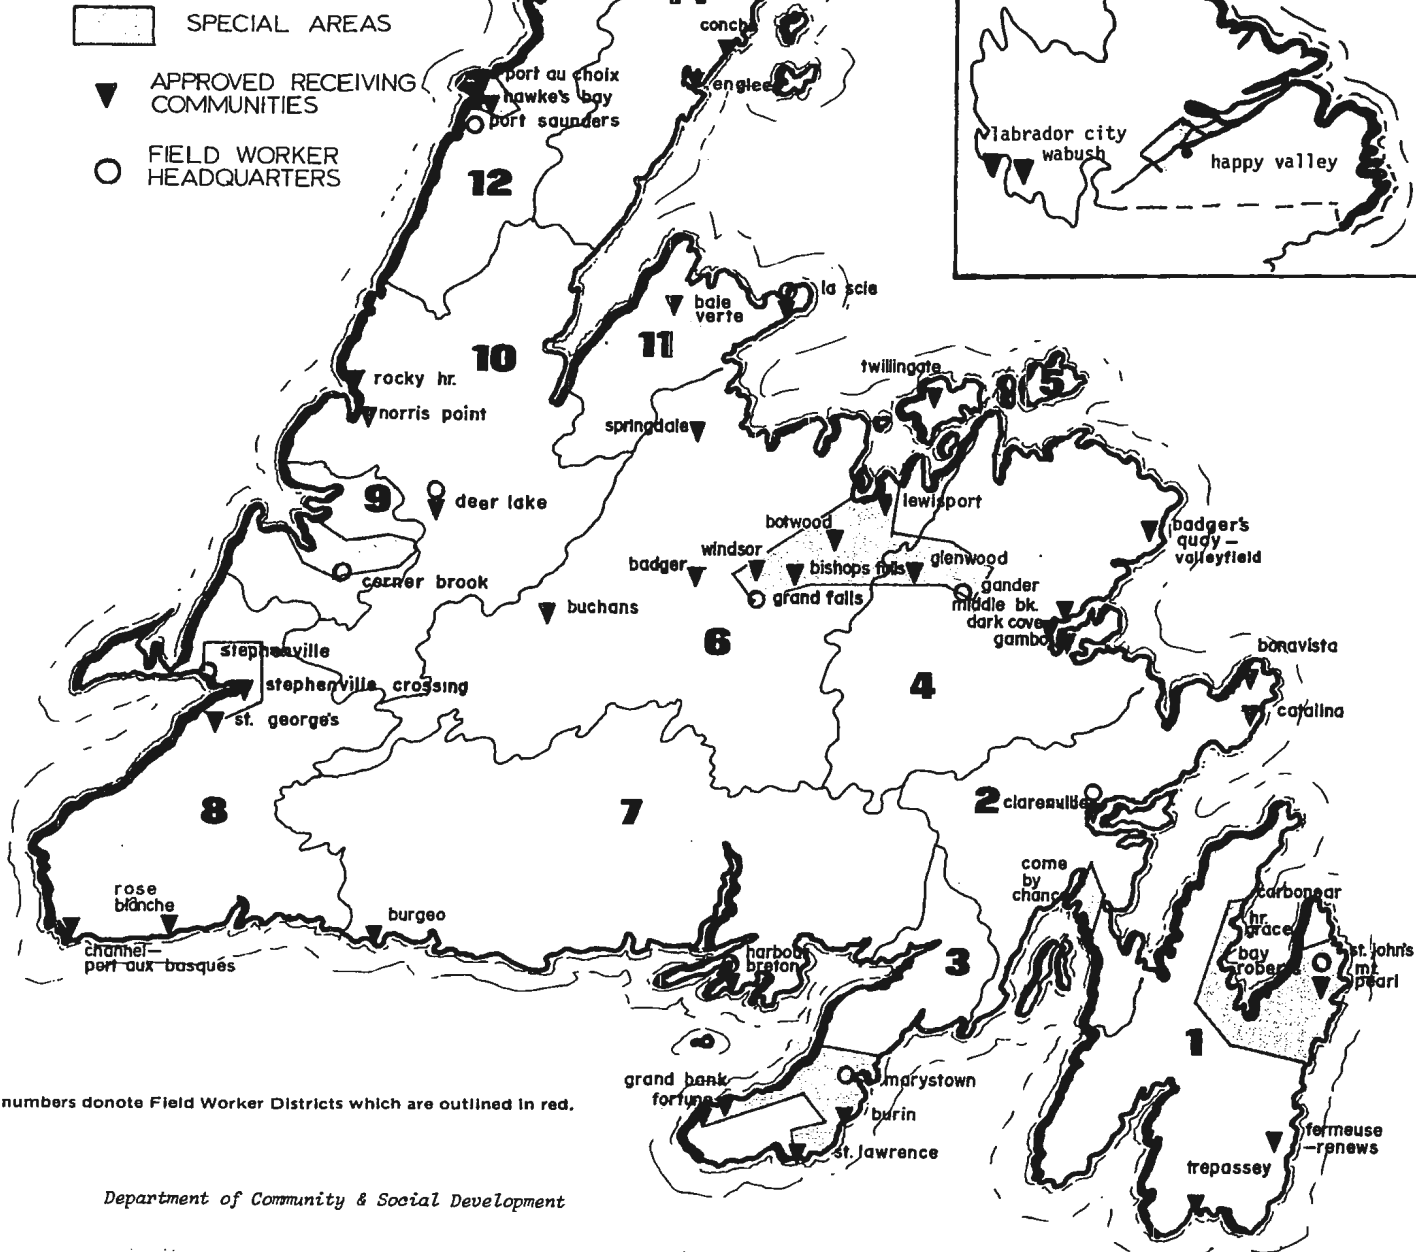 SPECIAL AREAS
APPROVED RECEIVING
COMMUNITIES
FIELD WORKER
HEADQUARTERS
port au choix
hawke's bay
port saunders
12
englee
labrador city
wabush
happy valley
la scie
baie
verte
11
10
rocky hr.
norris point
twillingate
5
springdale
9
deer lake
corner brook
lewisport
botwood
windsor
badger
bishops falls
glenwood
grand falls
gander
badger's
quay —
valleyfield
middle bk.
dark cove
gambo
buchans
6
4
bonavista
catalina
stephenville
stephenville crossing
st. george's
8
7
2
clarenville
come
by
chance
rose
blanche
channel—
port aux basques
burgeo
harbour
breton
3
carbonear
hr.
grace
bay
roberts
st. john's
mt.
pearl
1
grand bank
fortune
marystown
burin
st. lawrence
fermeuse
—renews
trepassey
numbers donote Field Worker Districts which are outlined in red.
Department of Community & Social Development